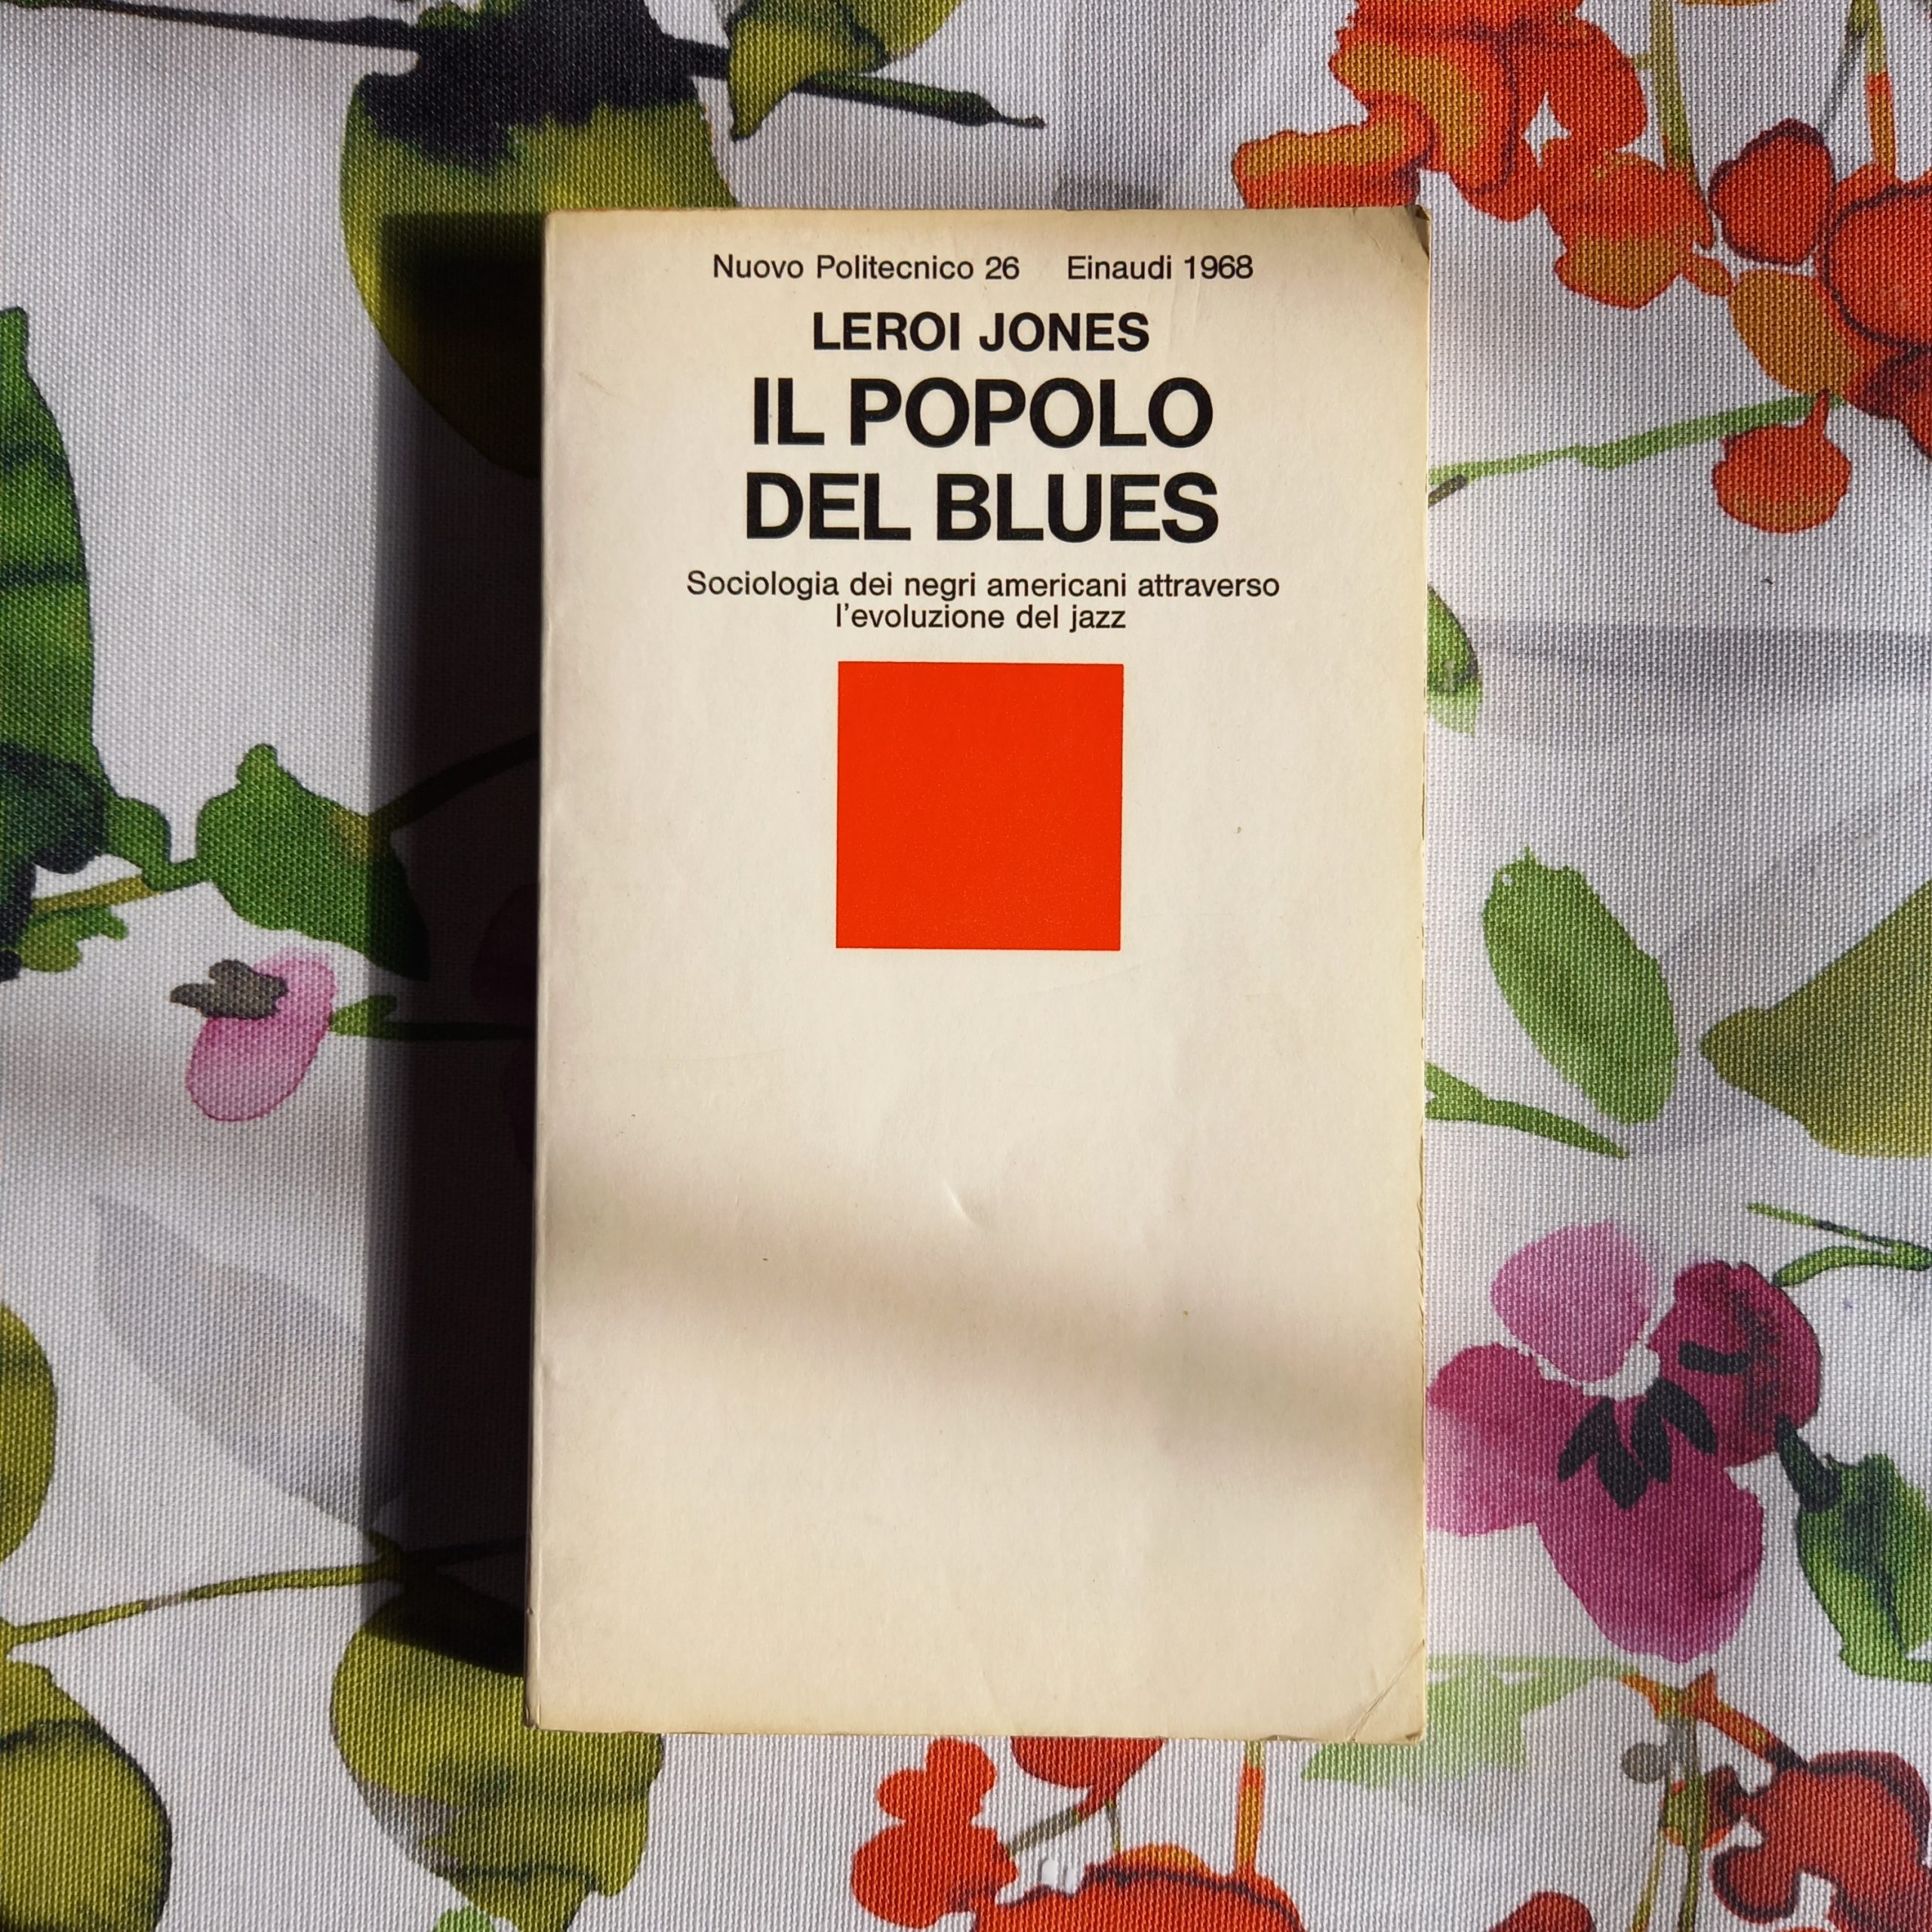 Nuovo Politecnico 26 Einaudi 1968
LEROI JONES
IL POPOLO
DEL BLUES
Sociologia dei negri americani attraverso
l'evoluzione del jazz